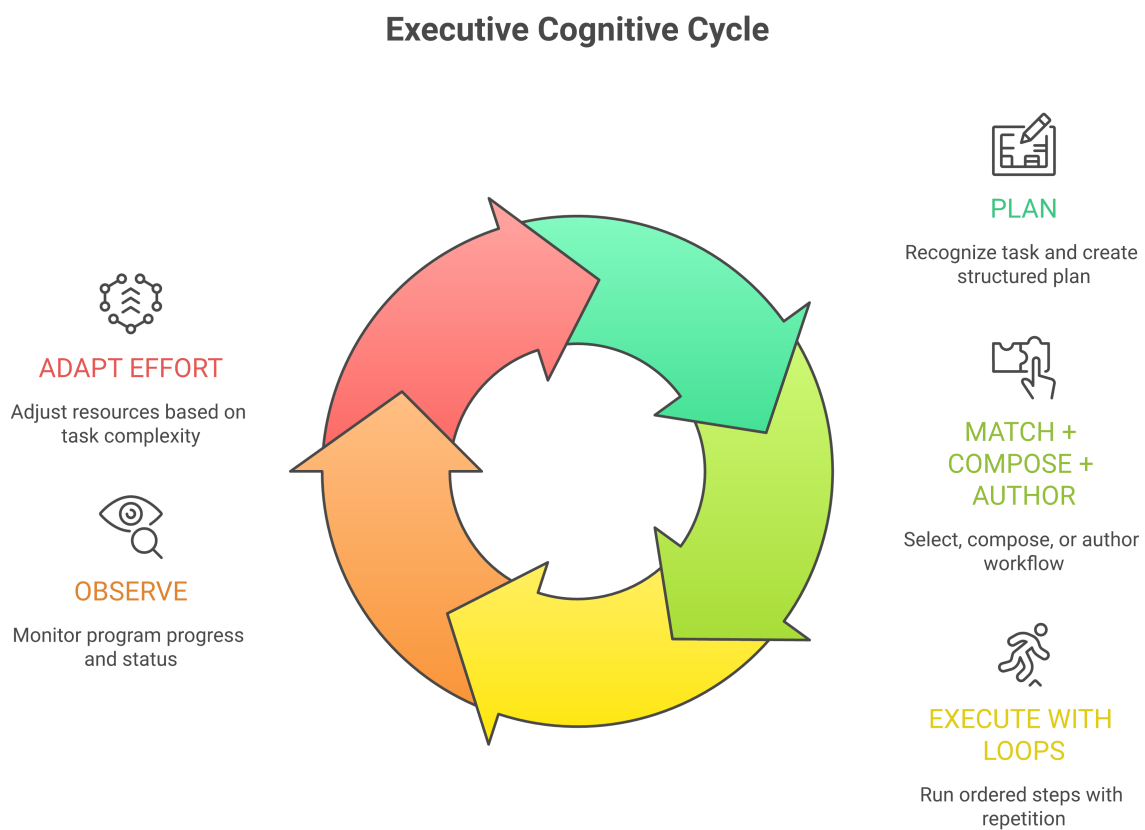 Executive Cognitive Cycle
PLAN
Recognize task and create
structured plan
MATCH +
COMPOSE +
AUTHOR
Select, compose, or author
workflow
EXECUTE WITH
LOOPS
Run ordered steps with
repetition
OBSERVE
Monitor program progress
and status
ADAPT EFFORT
Adjust resources based on
task complexity